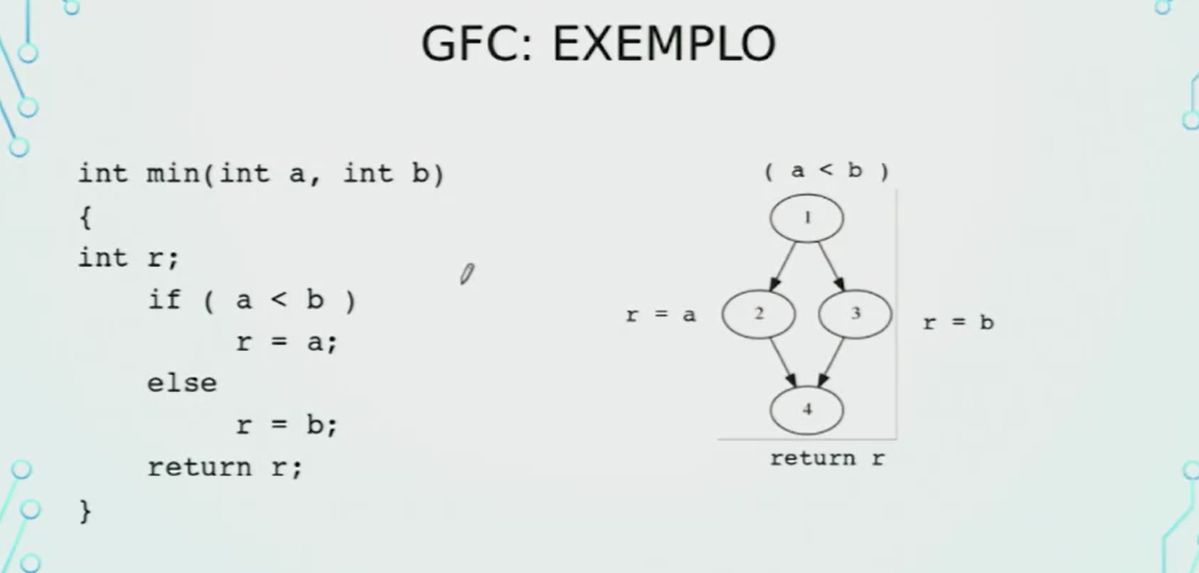 GFC: EXEMPLO
int min(int a, int b)
{
int r;
if ( a < b )
r = a;
else
r = b;
return r;
}
( a < b )
1
r = a
2
3
r = b
4
return r